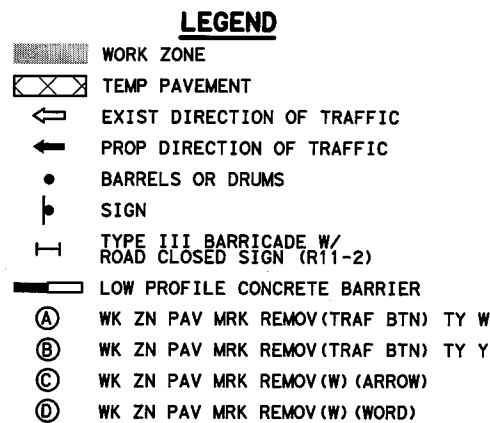 LEGEND
WORK ZONE
TEMP PAVEMENT
EXIST DIRECTION OF TRAFFIC
PROP DIRECTION OF TRAFFIC
BARRELS OR DRUMS
SIGN
TYPE III BARRICADE W/
ROAD CLOSED SIGN (R11-2)
LOW PROFILE CONCRETE BARRIER
A WK ZN PAV MRK REMOV(TRAF BTN) TY W
B WK ZN PAV MRK REMOV(TRAF BTN) TY Y
C WK ZN PAV MRK REMOV(W)(ARROW)
D WK ZN PAV MRK REMOV(W)(WORD)